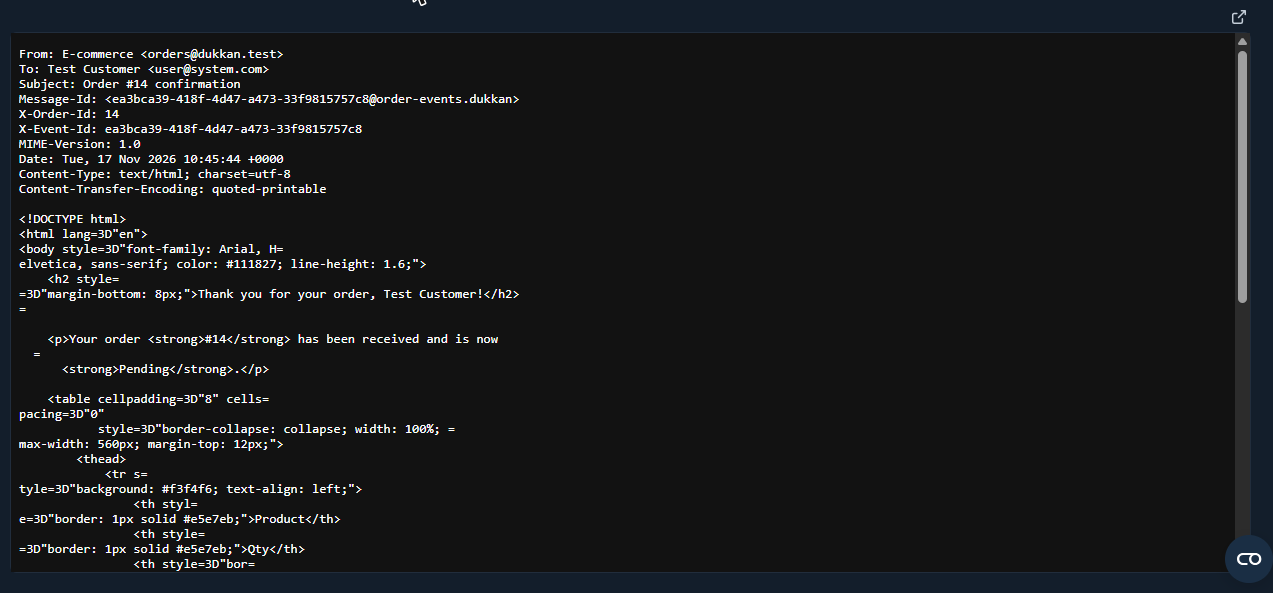 From: E-commerce <orders@dukkan.test>
To: Test Customer <user@system.com>
Subject: Order #14 confirmation
Message-Id: <ea3bca39-418f-4d47-a473-33f9815757c8@order-events.dukkan>
X-Order-Id: 14
X-Event-Id: ea3bca39-418f-4d47-a473-33f9815757c8
MIME-Version: 1.0
Date: Tue, 17 Nov 2026 10:45:44 +0000
Content-Type: text/html; charset=utf-8
Content-Transfer-Encoding: quoted-printable

<!DOCTYPE html>
<html lang=3D"en">
<body style=3D"font-family: Arial, H=
elvetica, sans-serif; color: #111827; line-height: 1.6;">
    <h2 style=
=3D"margin-bottom: 8px;">Thank you for your order, Test Customer!</h2>
=

    <p>Your order <strong>#14</strong> has been received and is now
  =
      <strong>Pending</strong>.</p>

    <table cellpadding=3D"8" cells=
pacing=3D"0"
           style=3D"border-collapse: collapse; width: 100%; =
max-width: 560px; margin-top: 12px;">
        <thead>
            <tr s=
tyle=3D"background: #f3f4f6; text-align: left;">
                <th styl=
e=3D"border: 1px solid #e5e7eb;">Product</th>
                <th style=
=3D"border: 1px solid #e5e7eb;">Qty</th>
                <th style=3D"bor=